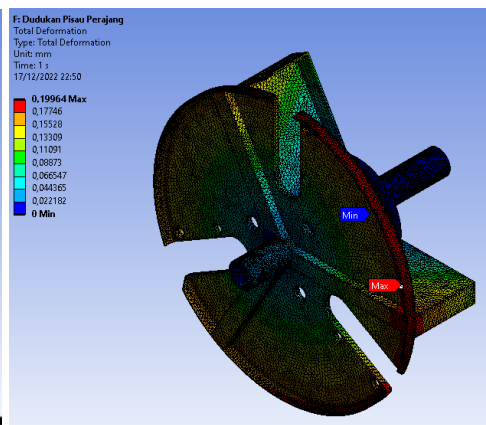 F: Dudukan Pisau Perajang
Total Deformation
Type: Total Deformation
Unit: mm
Time: 1 s
17/12/2022 22:50
0,19964 Max
0,17746
0,15528
0,13309
0,11091
0,08873
0,066547
0,044365
0,022182
0 Min
Min
Max